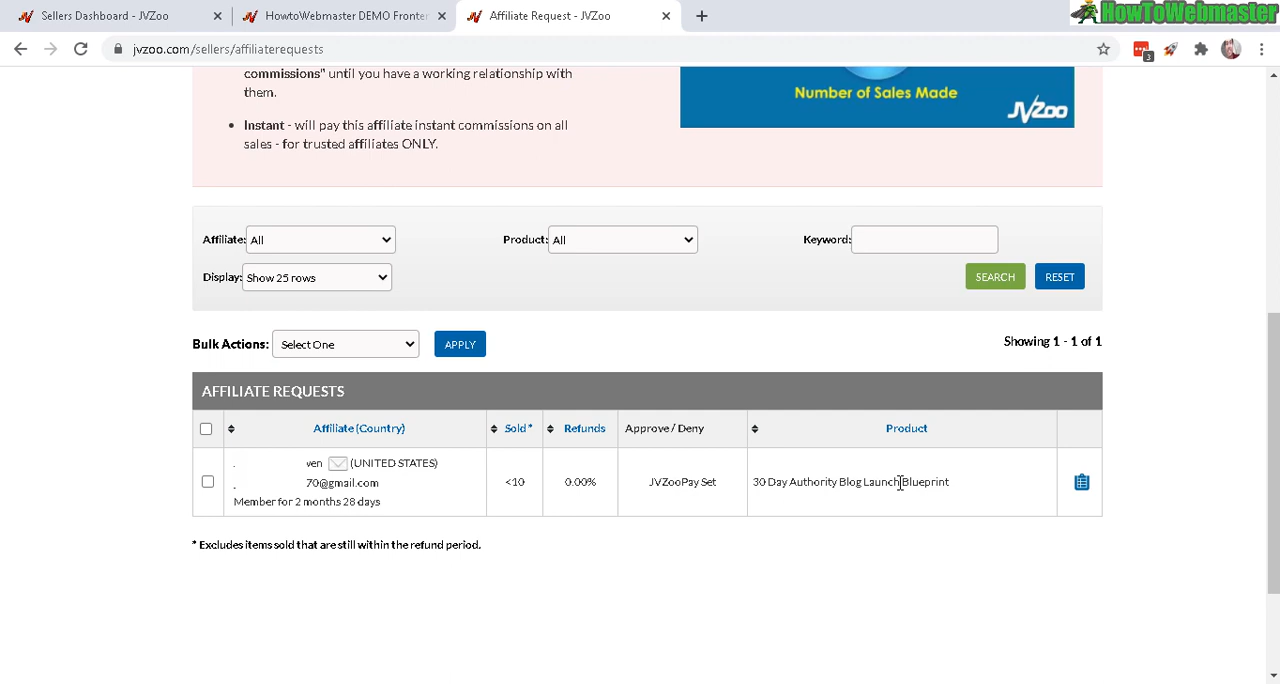 Sellers Dashboard - JVZoo
HowtoWebmaster DEMO Fronti
Affiliate Request - JVZoo
HowToWebmaster
jvzoo.com/sellers/affiliaterequests
3
commissions" until you have a working relationship with
them.
• Instant - will pay this affiliate instant commissions on all
sales - for trusted affiliates ONLY.
Number of Sales Made
JVZoo
Affiliate: All
Product: All
Keyword:
Display: Show 25 rows
SEARCH
RESET
Bulk Actions: Select One
APPLY
Showing 1 - 1 of 1
AFFILIATE REQUESTS
Affiliate (Country)
Sold *
Refunds
Approve / Deny
Product
ven (UNITED STATES)
70@gmail.com
Member for 2 months 28 days
<10
0.00%
JVZooPay Set
30 Day Authority Blog Launch Blueprint
* Excludes items sold that are still within the refund period.